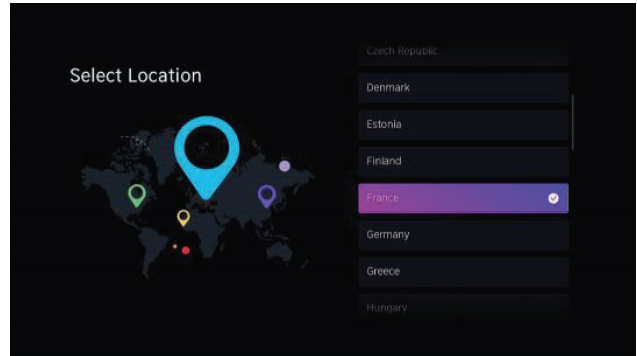 Select Location
Czech Republic
Denmark
Estonia
Finland
France
Germany
Greece
Hungary